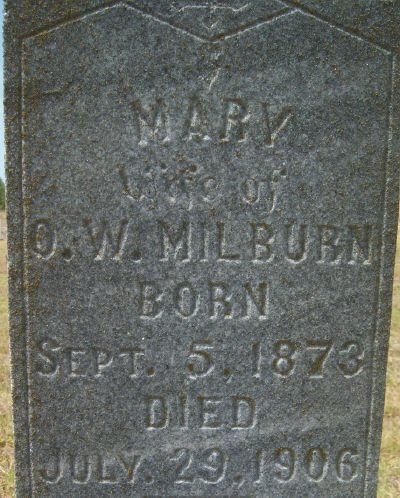 MARY
Wife of
O. W. MILBURN
BORN
SEPT. 5, 1873
DIED
JULY. 29, 1906